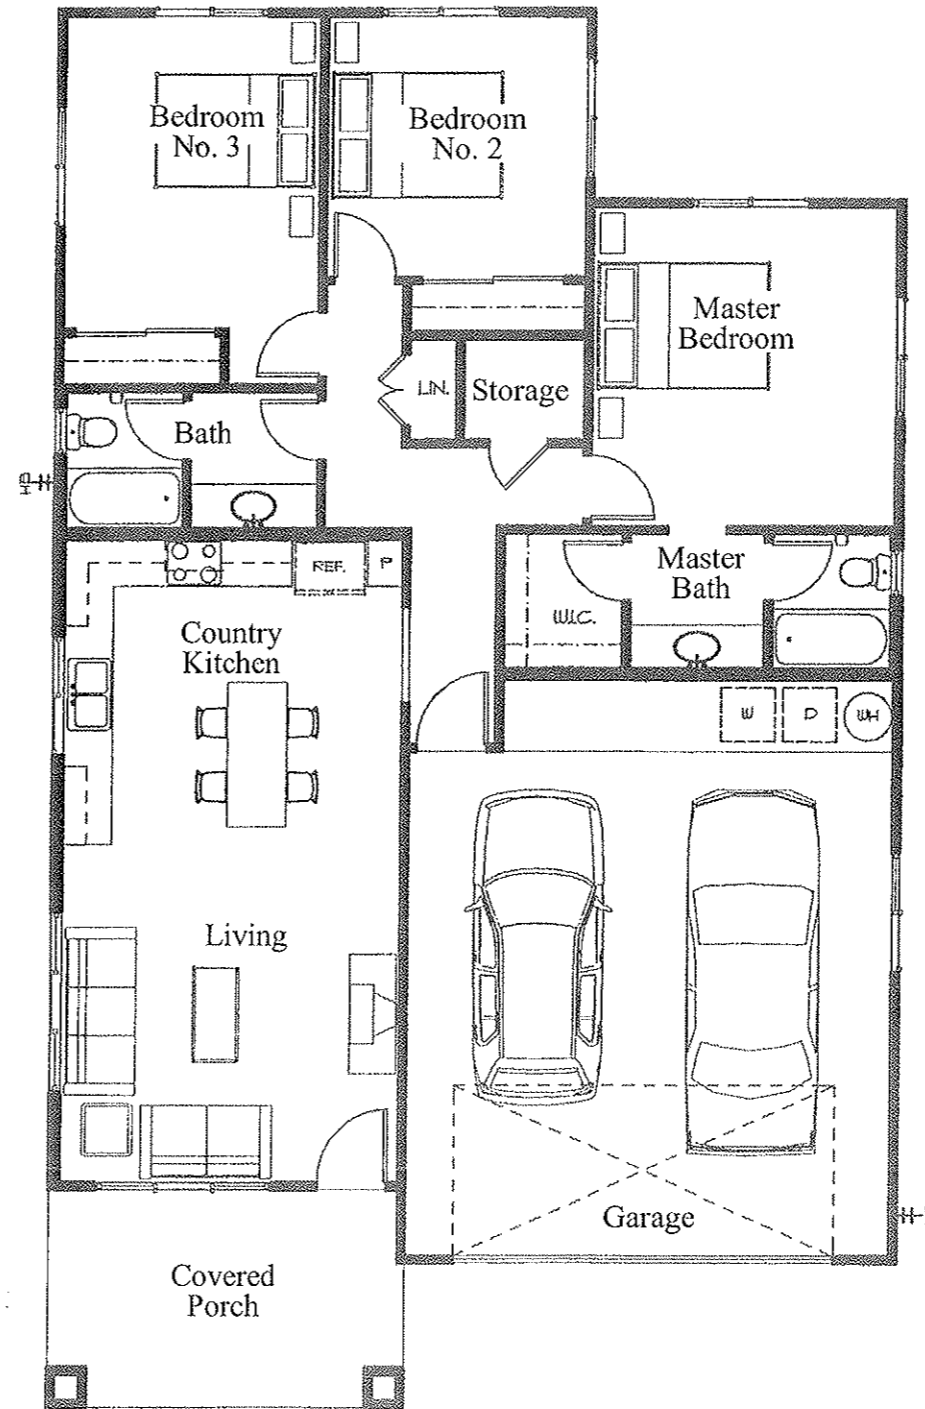 Bedroom
No. 3
Bedroom
No. 2
Master
Bedroom
LIN.
Storage
Bath
HB
REF.
P
Master
Bath
W.I.C.
Country
Kitchen
W
D
WH
Living
Garage
Covered
Porch